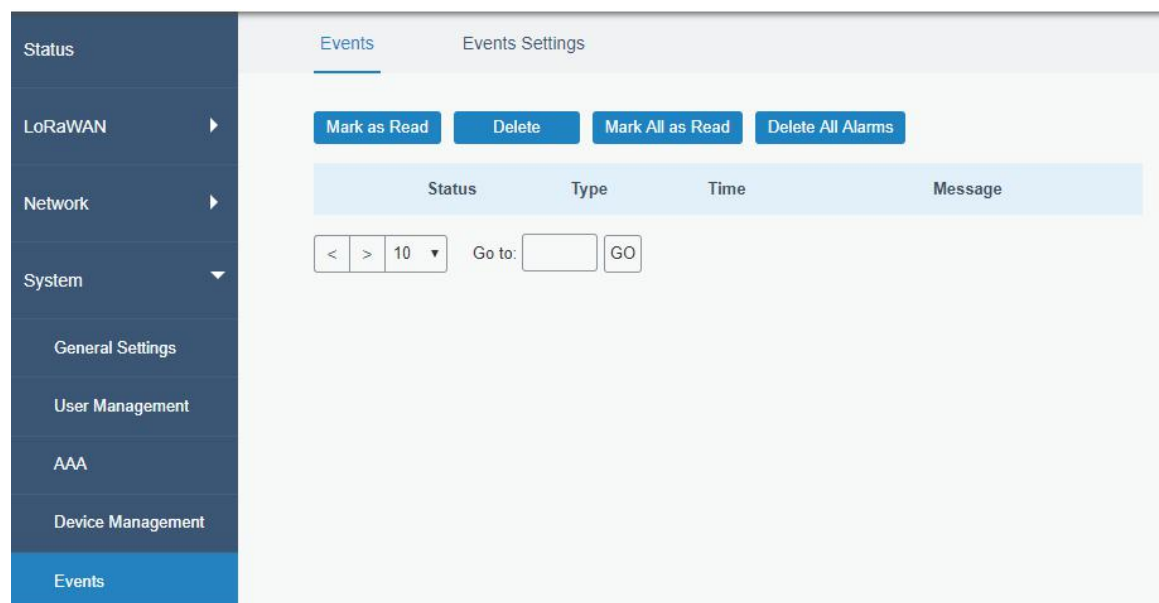 Status
LoRaWAN
Network
System
General Settings
User Management
AAA
Device Management
Events
Events Events Settings
Mark as Read Delete Mark All as Read Delete All Alarms
Status Type Time Message
< > 10 Go to: GO